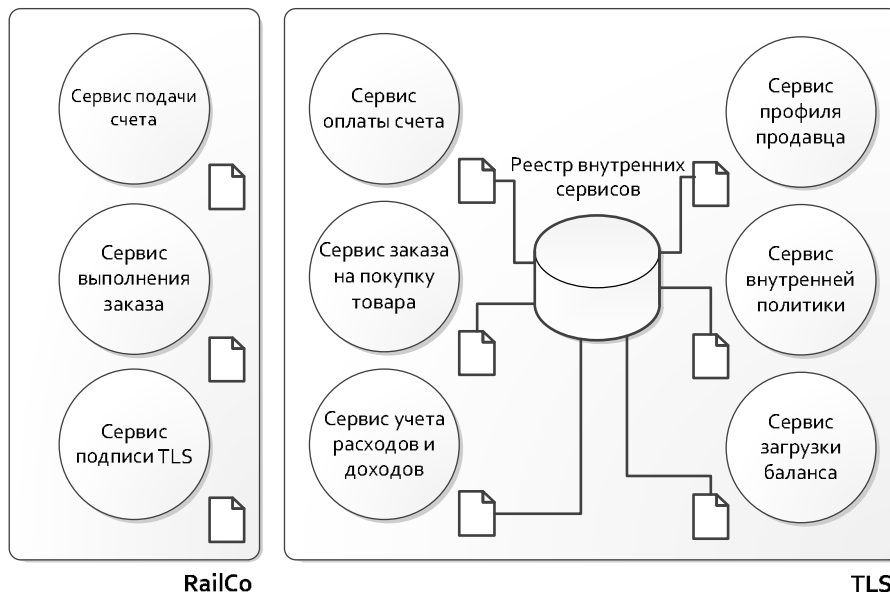 Сервис подачи
счета
Сервис
выполнения
заказа
Сервис
подписи TLS
RailCo
Сервис
оплаты счета
Сервис заказа
на покупку
товара
Сервис учета
расходов и
доходов
Реестр внутренних
сервисов
Сервис
профиля
продавца
Сервис
внутренней
политики
Сервис
загрузки
баланса
TLS